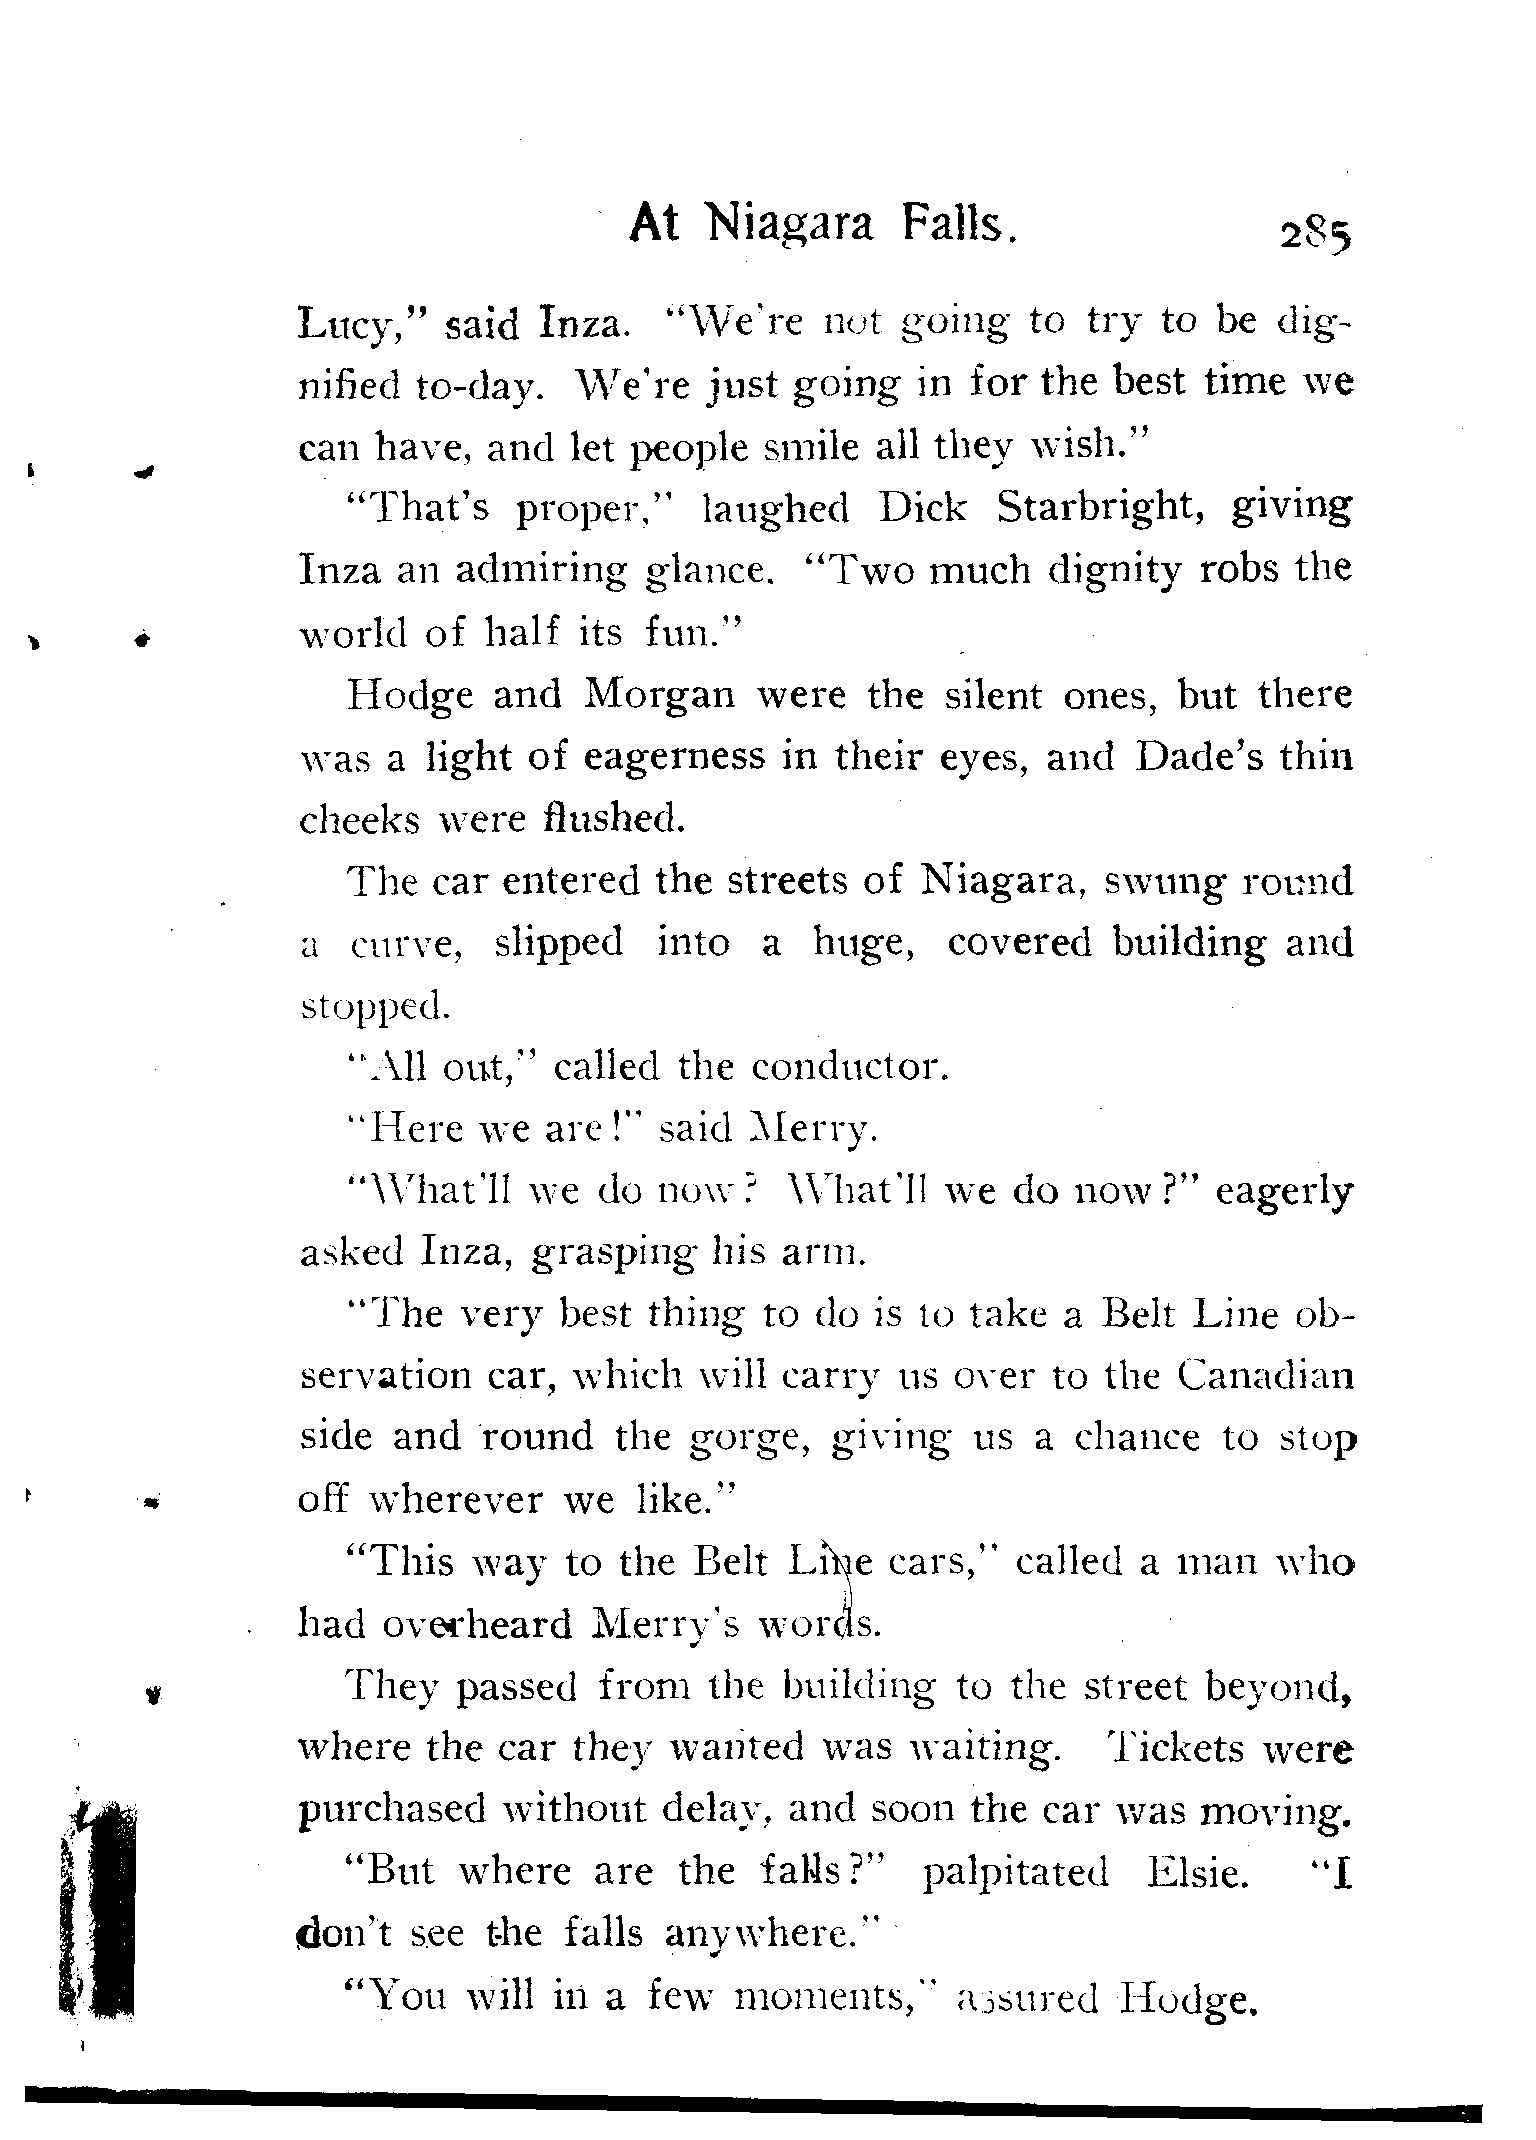 At Niagara Falls. 285
Lucy," said Inza. "We're not going to try to be dig-
nified to-day. We're just going in for the best time we
can have, and let people smile all they wish."
"That's proper," laughed Dick Starbright, giving
Inza an admiring glance. "Two much dignity robs the
world of half its fun."
Hodge and Morgan were the silent ones, but there
was a light of eagerness in their eyes, and Dade's thin
cheeks were flushed.
The car entered the streets of Niagara, swung round
a curve, slipped into a huge, covered building and
stopped.
"All out," called the conductor.
"Here we are!" said Merry.
"What'll we do now? What'll we do now?" eagerly
asked Inza, grasping his arm.
"The very best thing to do is to take a Belt Line ob-
servation car, which will carry us over to the Canadian
side and round the gorge, giving us a chance to stop
off wherever we like."
"This way to the Belt Line cars," called a man who
had overheard Merry's words.
They passed from the building to the street beyond,
where the car they wanted was waiting. Tickets were
purchased without delay, and soon the car was moving.
"But where are the falls?" palpitated Elsie. "I
don't see the falls anywhere."
"You will in a few moments," assured Hodge.